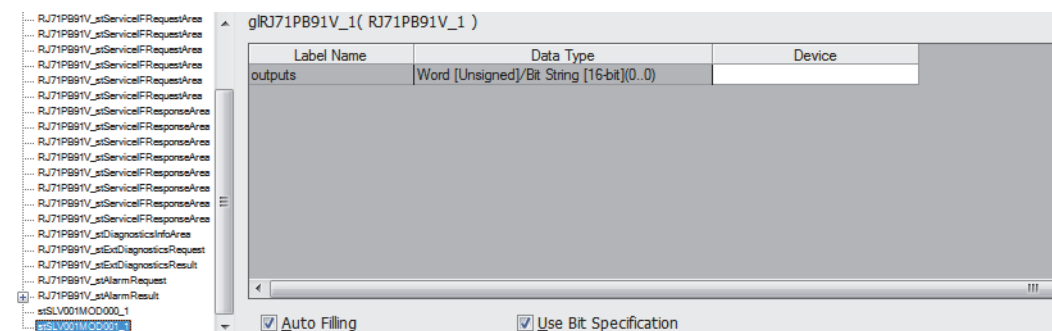 RJ71PB91V_stServiceIFRequestArea
RJ71PB91V_stServiceIFRequestArea
RJ71PB91V_stServiceIFRequestArea
RJ71PB91V_stServiceIFRequestArea
RJ71PB91V_stServiceIFRequestArea
RJ71PB91V_stServiceIFRequestArea
RJ71PB91V_stServiceIFResponseArea
RJ71PB91V_stServiceIFResponseArea
RJ71PB91V_stServiceIFResponseArea
RJ71PB91V_stServiceIFResponseArea
RJ71PB91V_stServiceIFResponseArea
RJ71PB91V_stServiceIFResponseArea
RJ71PB91V_stServiceIFResponseArea
RJ71PB91V_stServiceIFResponseArea
RJ71PB91V_stDiagnosticsInfoArea
RJ71PB91V_stExtDiagnosticsRequest
RJ71PB91V_stExtDiagnosticsResult
RJ71PB91V_stAlarmRequest
RJ71PB91V_stAlarmResult
stSLV001MOD000_1
stSLV001MOD001_1
glRJ71PB91V_1( RJ71PB91V_1 )
Label Name Data Type Device
outputs Word [Unsigned]/Bit String [16-bit](0..0)
Auto Filling Use Bit Specification